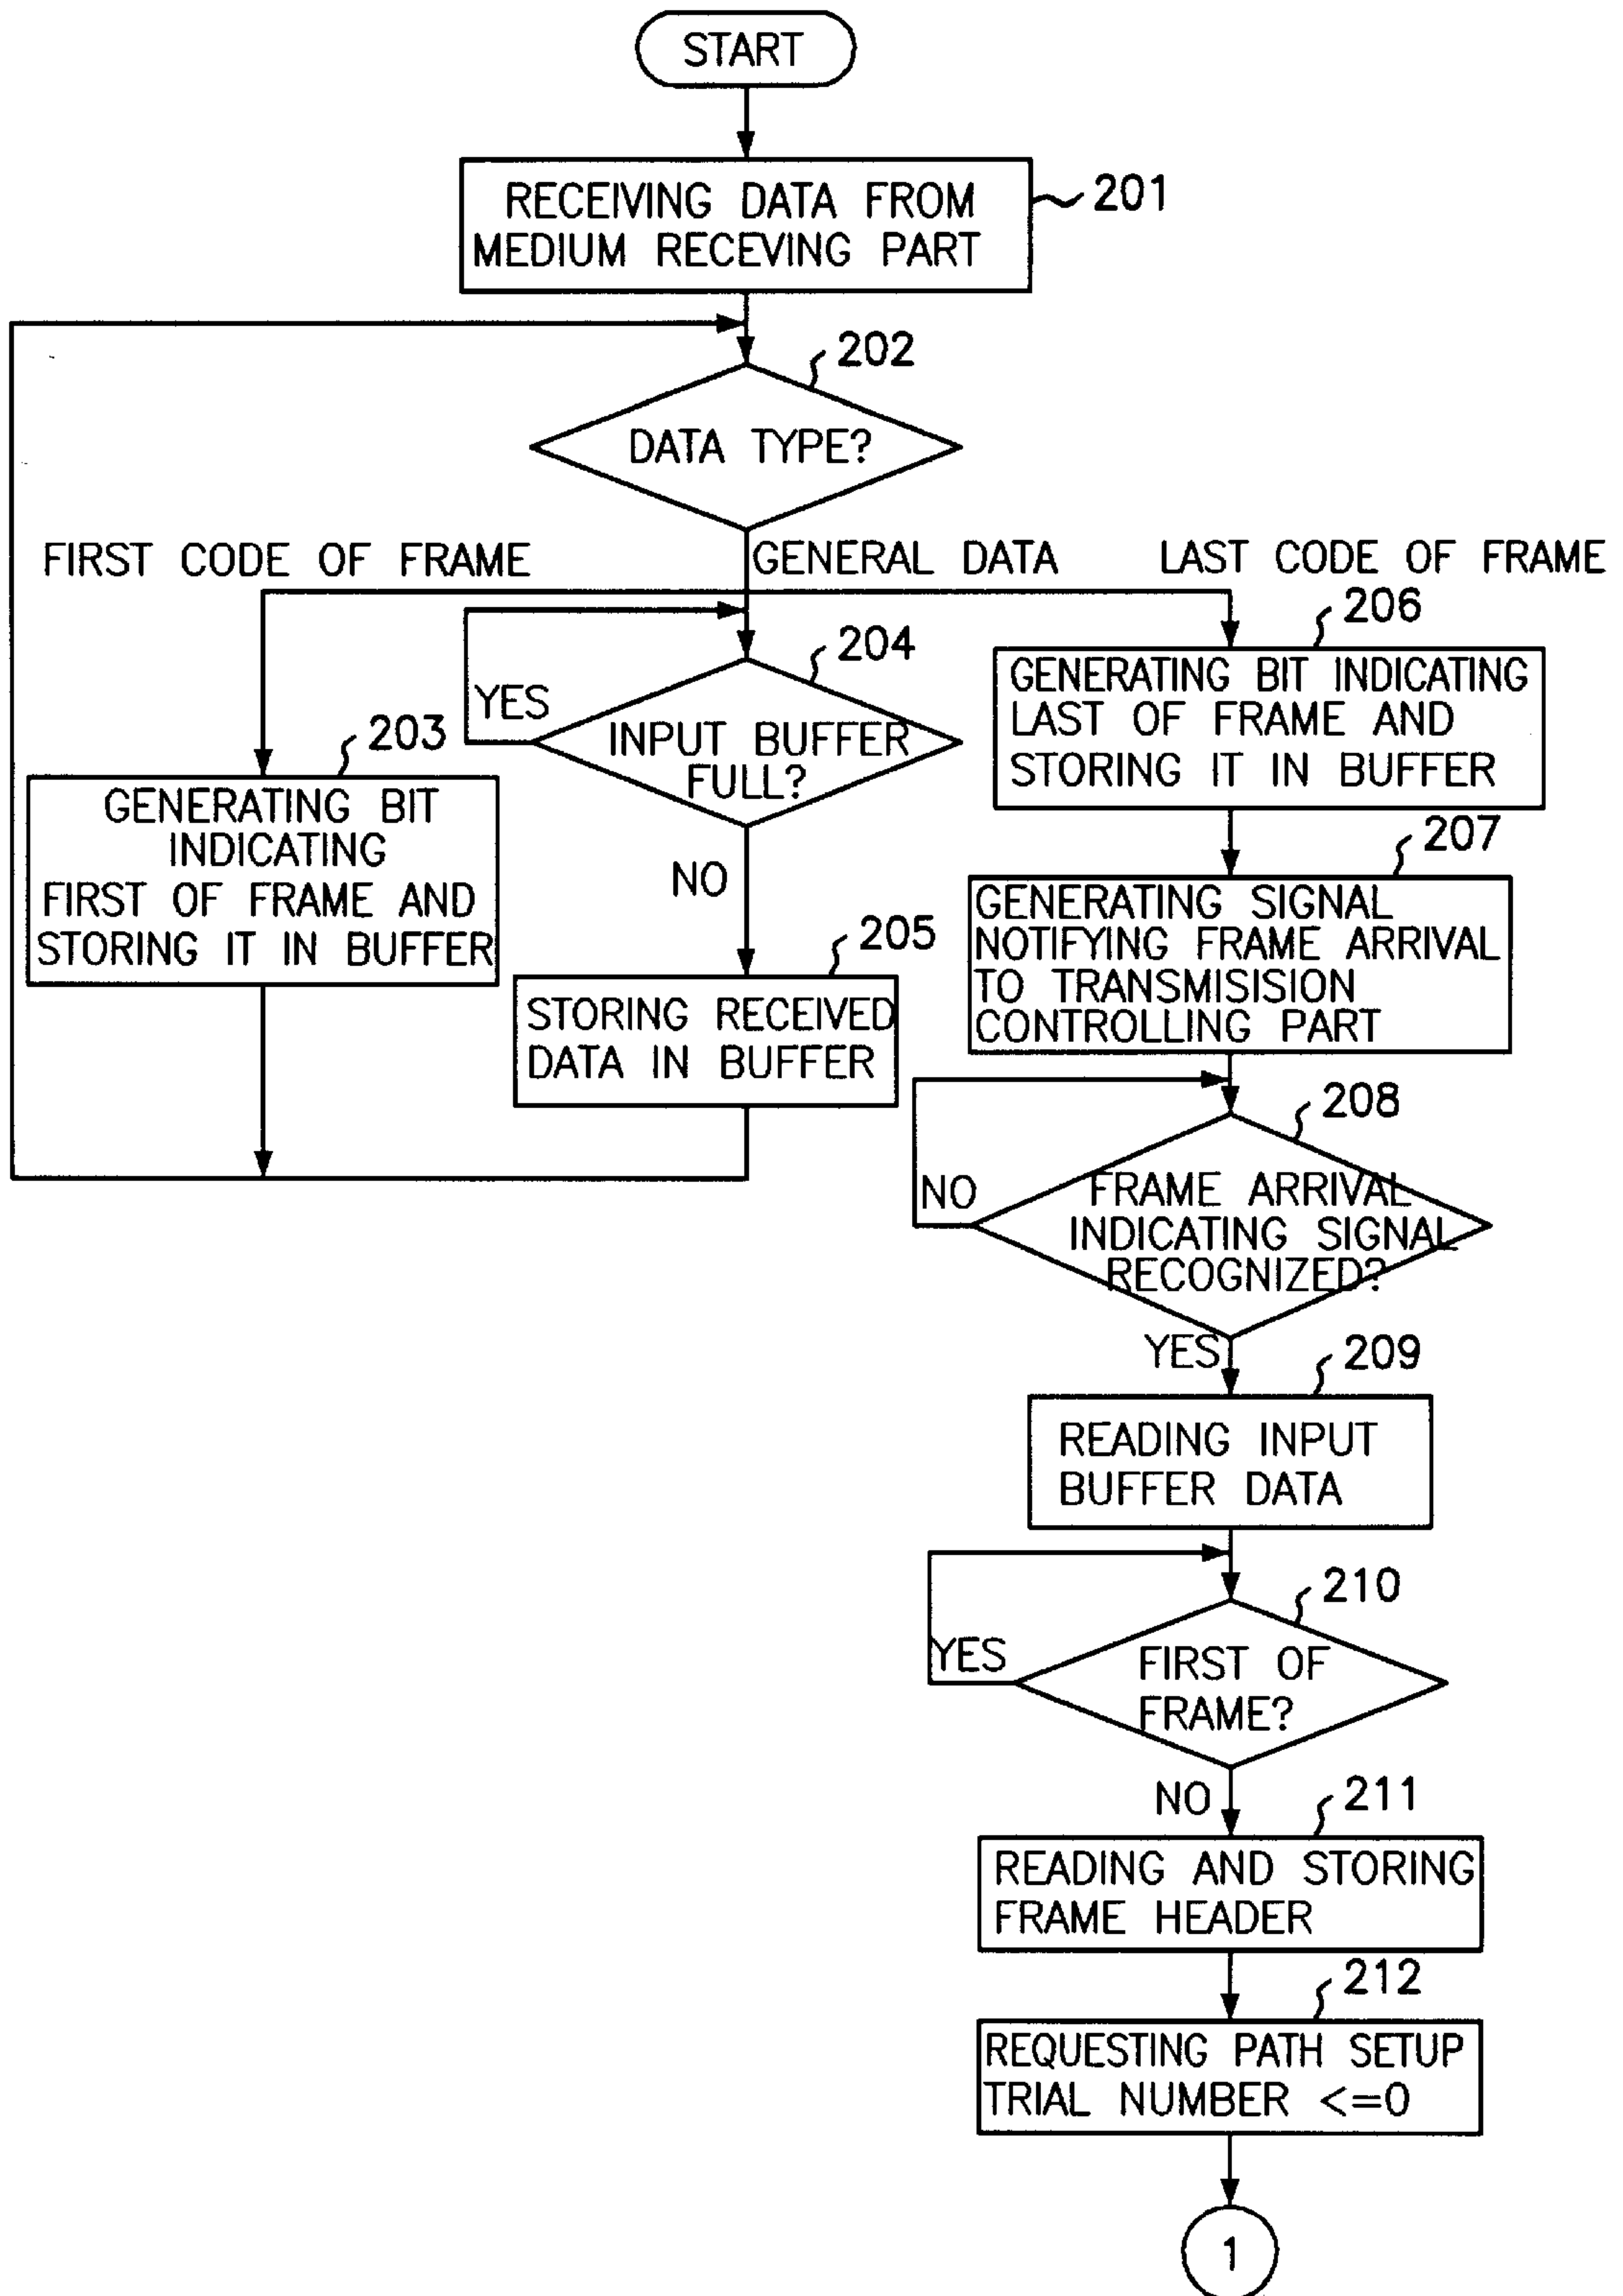 START
RECEIVING DATA FROM
MEDIUM RECEVING PART
201
202
DATA TYPE?
FIRST CODE OF FRAME
GENERAL DATA
LAST CODE OF FRAME
203
GENERATING BIT
INDICATING
FIRST OF FRAME AND
STORING IT IN BUFFER
204
YES
INPUT BUFFER
FULL?
NO
205
STORING RECEIVED
DATA IN BUFFER
206
GENERATING BIT INDICATING
LAST OF FRAME AND
STORING IT IN BUFFER
207
GENERATING SIGNAL
NOTIFYING FRAME ARRIVAL
TO TRANSMISISION
CONTROLLING PART
208
NO
FRAME ARRIVAL
INDICATING SIGNAL
RECOGNIZED?
YES
209
READING INPUT
BUFFER DATA
210
YES
FIRST OF
FRAME?
NO
211
READING AND STORING
FRAME HEADER
212
REQUESTING PATH SETUP
TRIAL NUMBER <=0
1